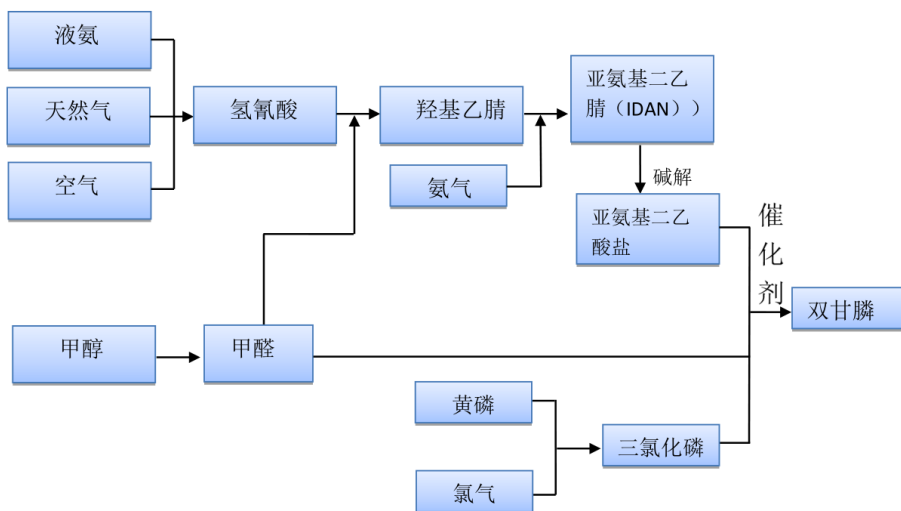 液氨
天然气
空气
氢氰酸
羟基乙腈
氨气
亚氨基二乙
腈（IDAN））
碱解
亚氨基二乙
酸盐
催
化
剂
双甘膦
甲醇
甲醛
黄磷
氯气
三氯化磷